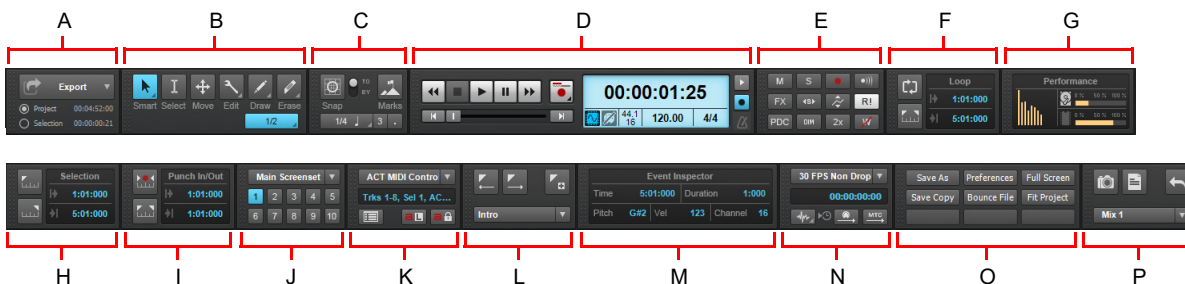 A B C D E F G
Export
Project 00:04:52:00
Selection 00:00:00:21
Smart Select Move Edit Draw Erase
1/2
TO
BY
Snap Marks
1/4 3 .
00:00:01:25
44.1
16
120.00 4/4
M S
FX R!
PDC DIM 2x W
Loop
1:01:000
5:01:000
Performance
0 % 50 % 100 %
0 % 50 % 100 %
Selection
1:01:000
5:01:000
Punch In/Out
1:01:000
1:01:000
Main Screenset
1 2 3 4 5
6 7 8 9 10
ACT MIDI Contro
Trks 1-8, Sel 1, AC...
L
Intro
Event Inspector
Time 5:01:000 Duration 1:000
Pitch G#2 Vel 123 Channel 16
30 FPS Non Drop
00:00:00:00
MTC
Save As Preferences Full Screen
Save Copy Bounce File Fit Project
Mix 1
H I J K L M N O P